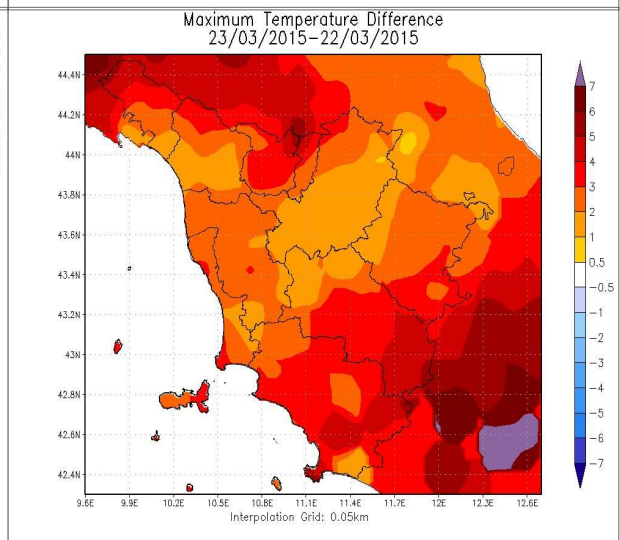 Maximum Temperature Difference
23/03/2015-22/03/2015
44.4N
44.2N
44N
43.8N
43.6N
43.4N
43.2N
43N
42.8N
42.6N
42.4N
9.6E 9.9E 10.2E 10.5E 10.8E 11.1E 11.4E 11.7E 12E 12.3E 12.6E
Interpolation Grid: 0.05km
7
6
5
4
3
2
1
0.5
-0.5
-1
-2
-3
-4
-5
-6
-7